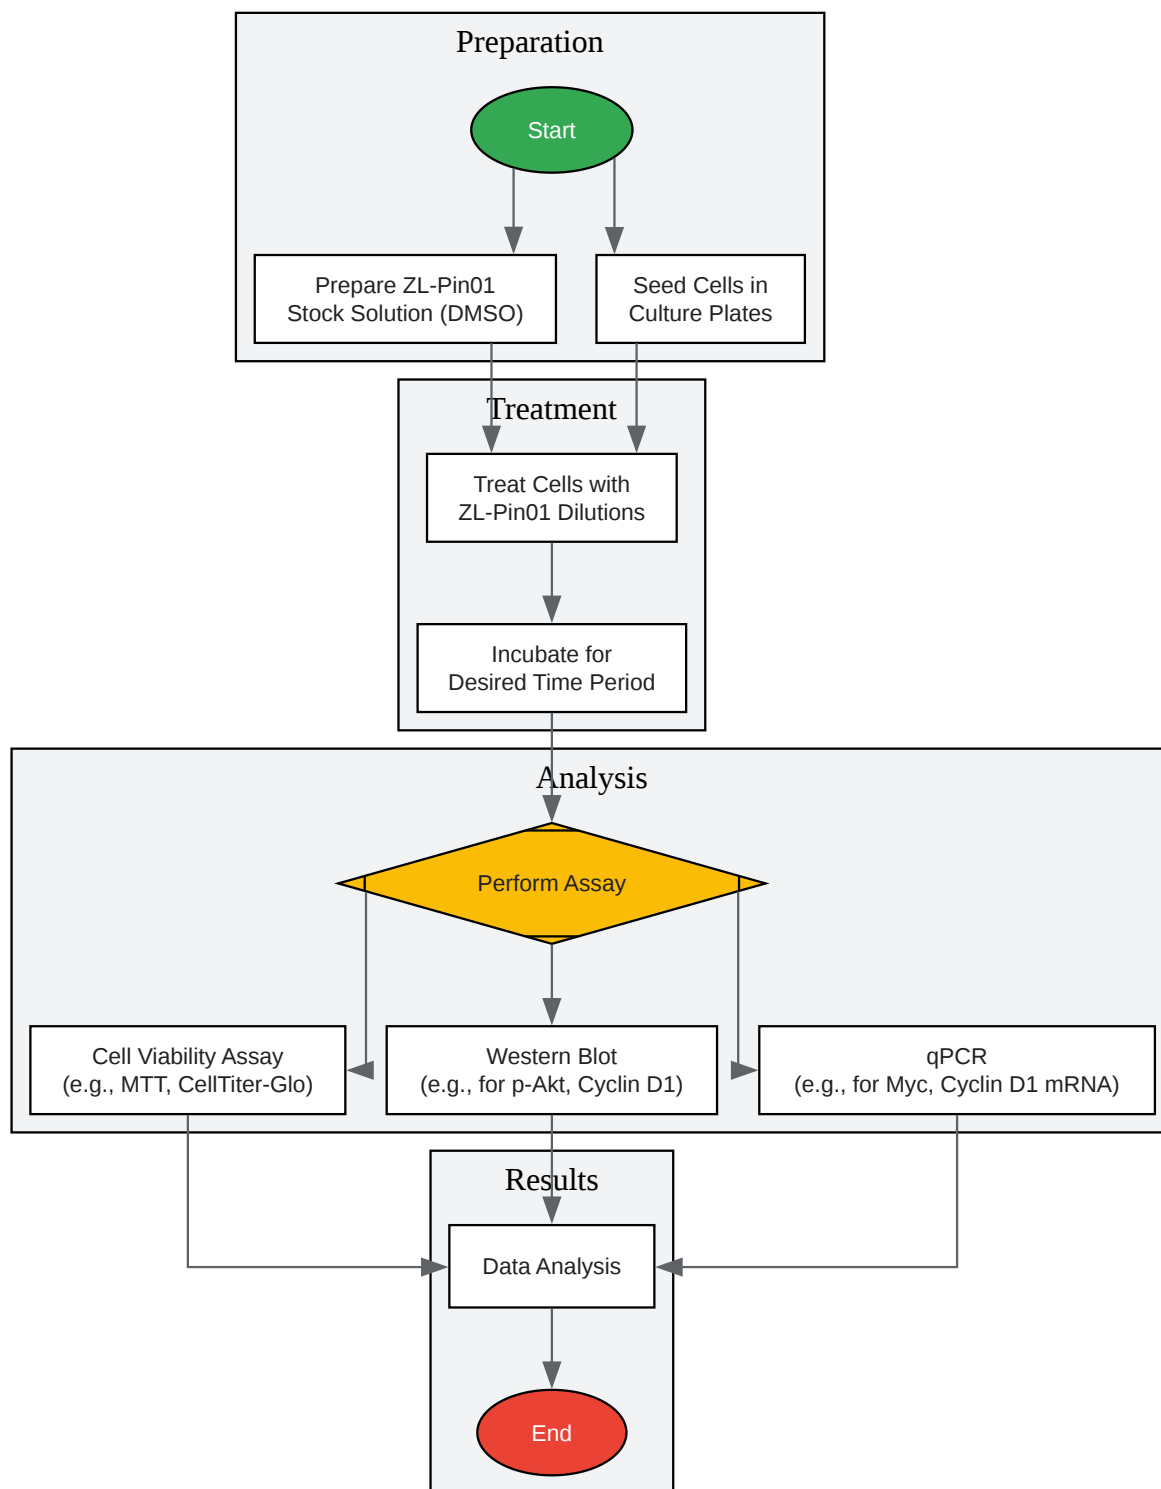 Preparation
Start
Prepare ZL-Pin01
Stock Solution (DMSO)
Seed Cells in
Culture Plates
Treatment
Treat Cells with
ZL-Pin01 Dilutions
Incubate for
Desired Time Period
Analysis
Perform Assay
Cell Viability Assay
(e.g., MTT, CellTiter-Glo)
Western Blot
(e.g., for p-Akt, Cyclin D1)
qPCR
(e.g., for Myc, Cyclin D1 mRNA)
Results
Data Analysis
End